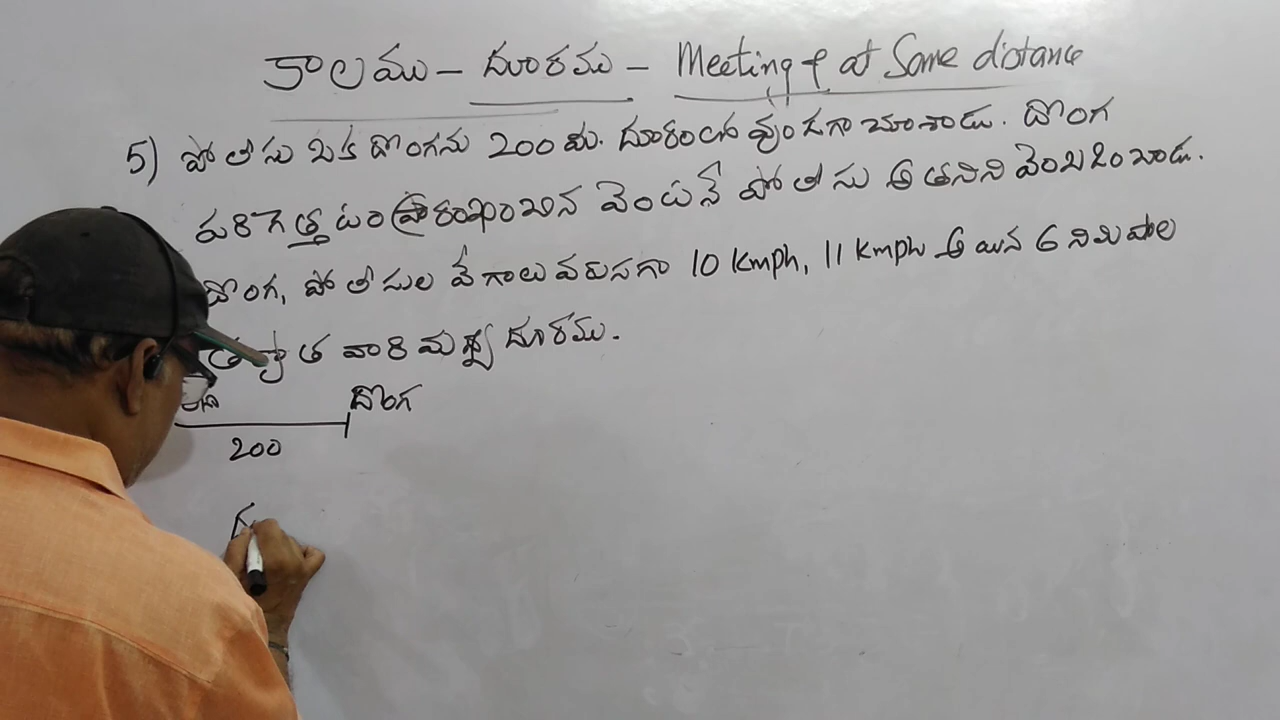 కాలము - దూరము - Meeting & at Same distance
5) పోలీసు ఒక దొంగను 200 మీ. దూరంలో వుండగా చూశాడు. దొంగ
పరిగెత్తటం ప్రారంభించిన వెంటనే పోలీసు అతనిని వెంబడించాడు.
దొంగ, పోలీసుల వేగాలు వరుసగా 10 Kmph, 11 Kmph అయిన 6 నిమిషాల
తర్వాత వారి మధ్య దూరము.
దొంగ
200